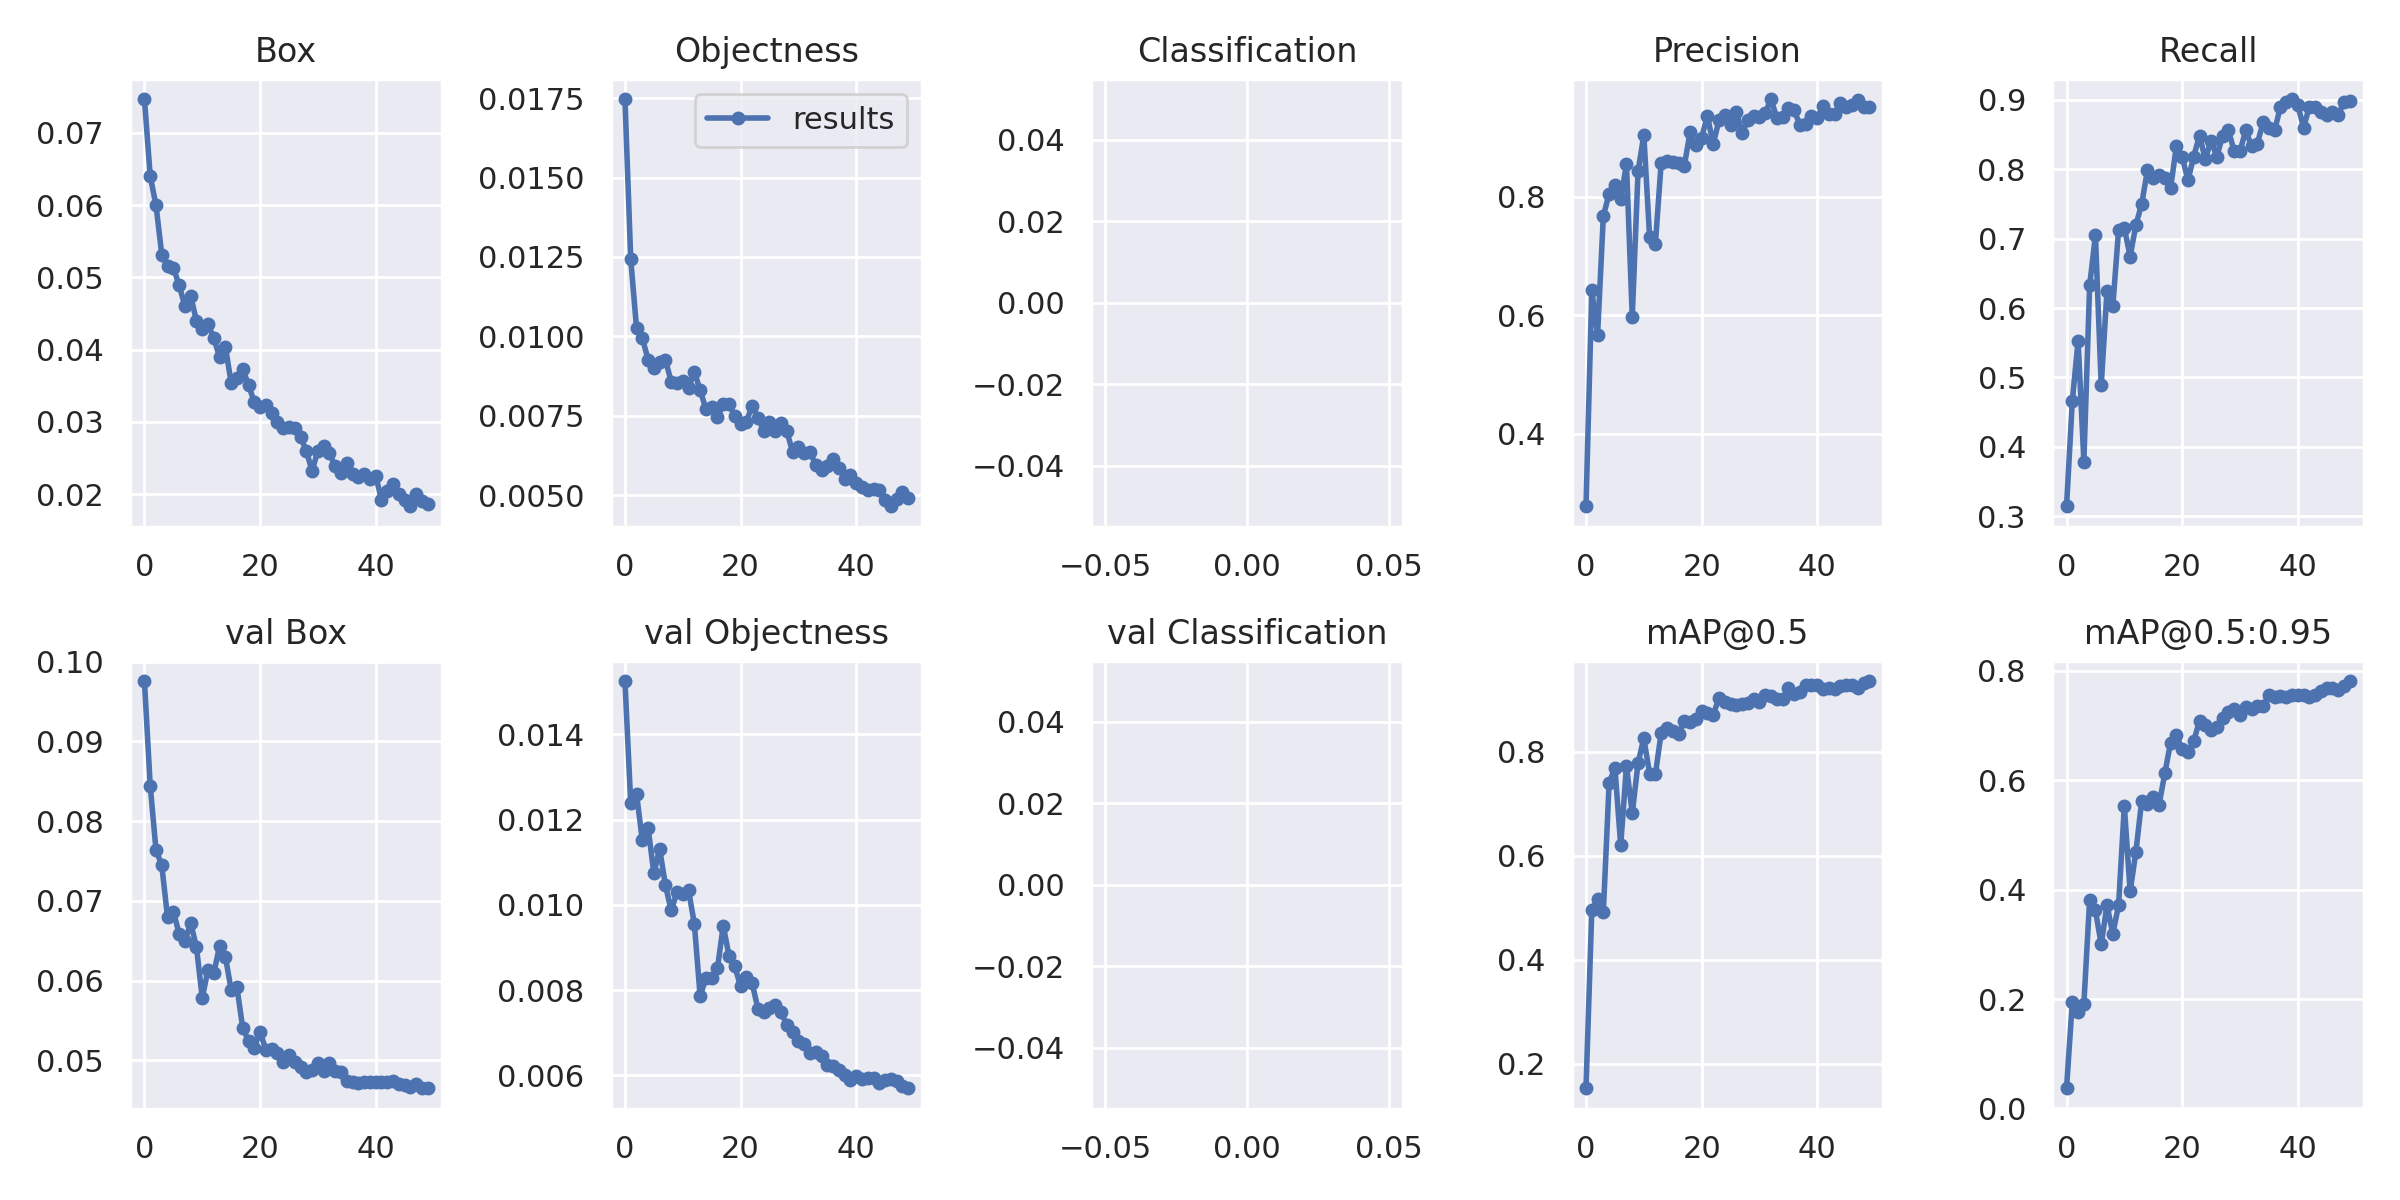 Box
0.07
0.06
0.05
0.04
0.03
0.02
0 20 40
Objectness
results
0.0175
0.0150
0.0125
0.0100
0.0075
0.0050
0 20 40
Classification
0.04
0.02
0.00
−0.02
−0.04
−0.05 0.00 0.05
Precision
0.8
0.6
0.4
0 20 40
Recall
0.9
0.8
0.7
0.6
0.5
0.4
0.3
0 20 40
val Box
0.10
0.09
0.08
0.07
0.06
0.05
0 20 40
val Objectness
0.014
0.012
0.010
0.008
0.006
0 20 40
val Classification
0.04
0.02
0.00
−0.02
−0.04
−0.05 0.00 0.05
mAP@0.5
0.8
0.6
0.4
0.2
0 20 40
mAP@0.5:0.95
0.8
0.6
0.4
0.2
0.0
0 20 40